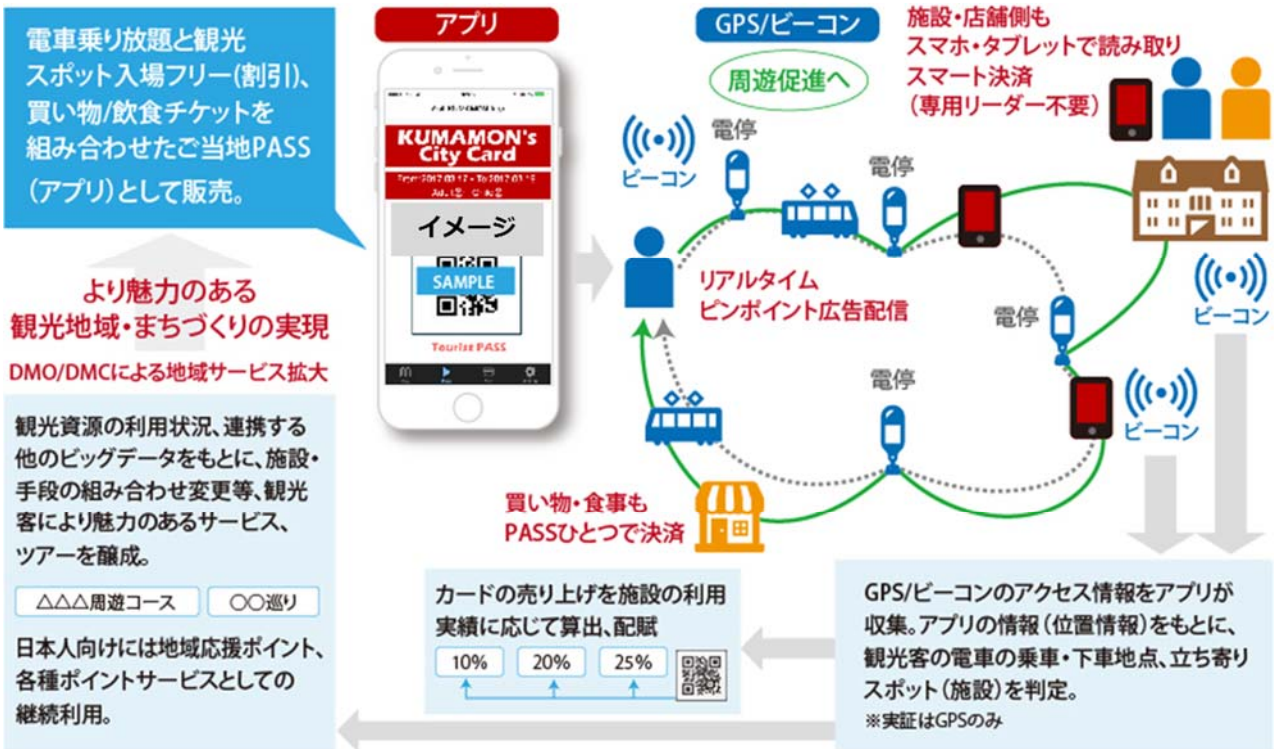 電車乗り放題と観光
スポット入場フリー(割引)、
買い物/飲食チケットを
組み合わせたご当地PASS
(アプリ)として販売。
より魅力のある
観光地域・まちづくりの実現
DMO/DMCによる地域サービス拡大
観光資源の利用状況、連携する
他のビッグデータをもとに、施設・
手段の組み合わせ変更等、観光
客により魅力のあるサービス、
ツアーを醸成。
△△△周遊コース
○○巡り
日本人向けには地域応援ポイント、
各種ポイントサービスとしての
継続利用。
アプリ
KUMAMON's
City Card
イメージ
SAMPLE
Tourist PASS
GPS/ビーコン
周遊促進へ
施設・店舗側も
スマホ・タブレットで読み取り
スマート決済
(専用リーダー不要)
ビーコン
電停
電停
リアルタイム
ピンポイント広告配信
電停
ビーコン
電停
ビーコン
買い物・食事も
PASSひとつで決済
カードの売り上げを施設の利用
実績に応じて算出、配賦
10%
20%
25%
GPS/ビーコンのアクセス情報をアプリが
収集。アプリの情報(位置情報)をもとに、
観光客の電車の乗車・下車地点、立ち寄り
スポット(施設)を判定。
※実証はGPSのみ